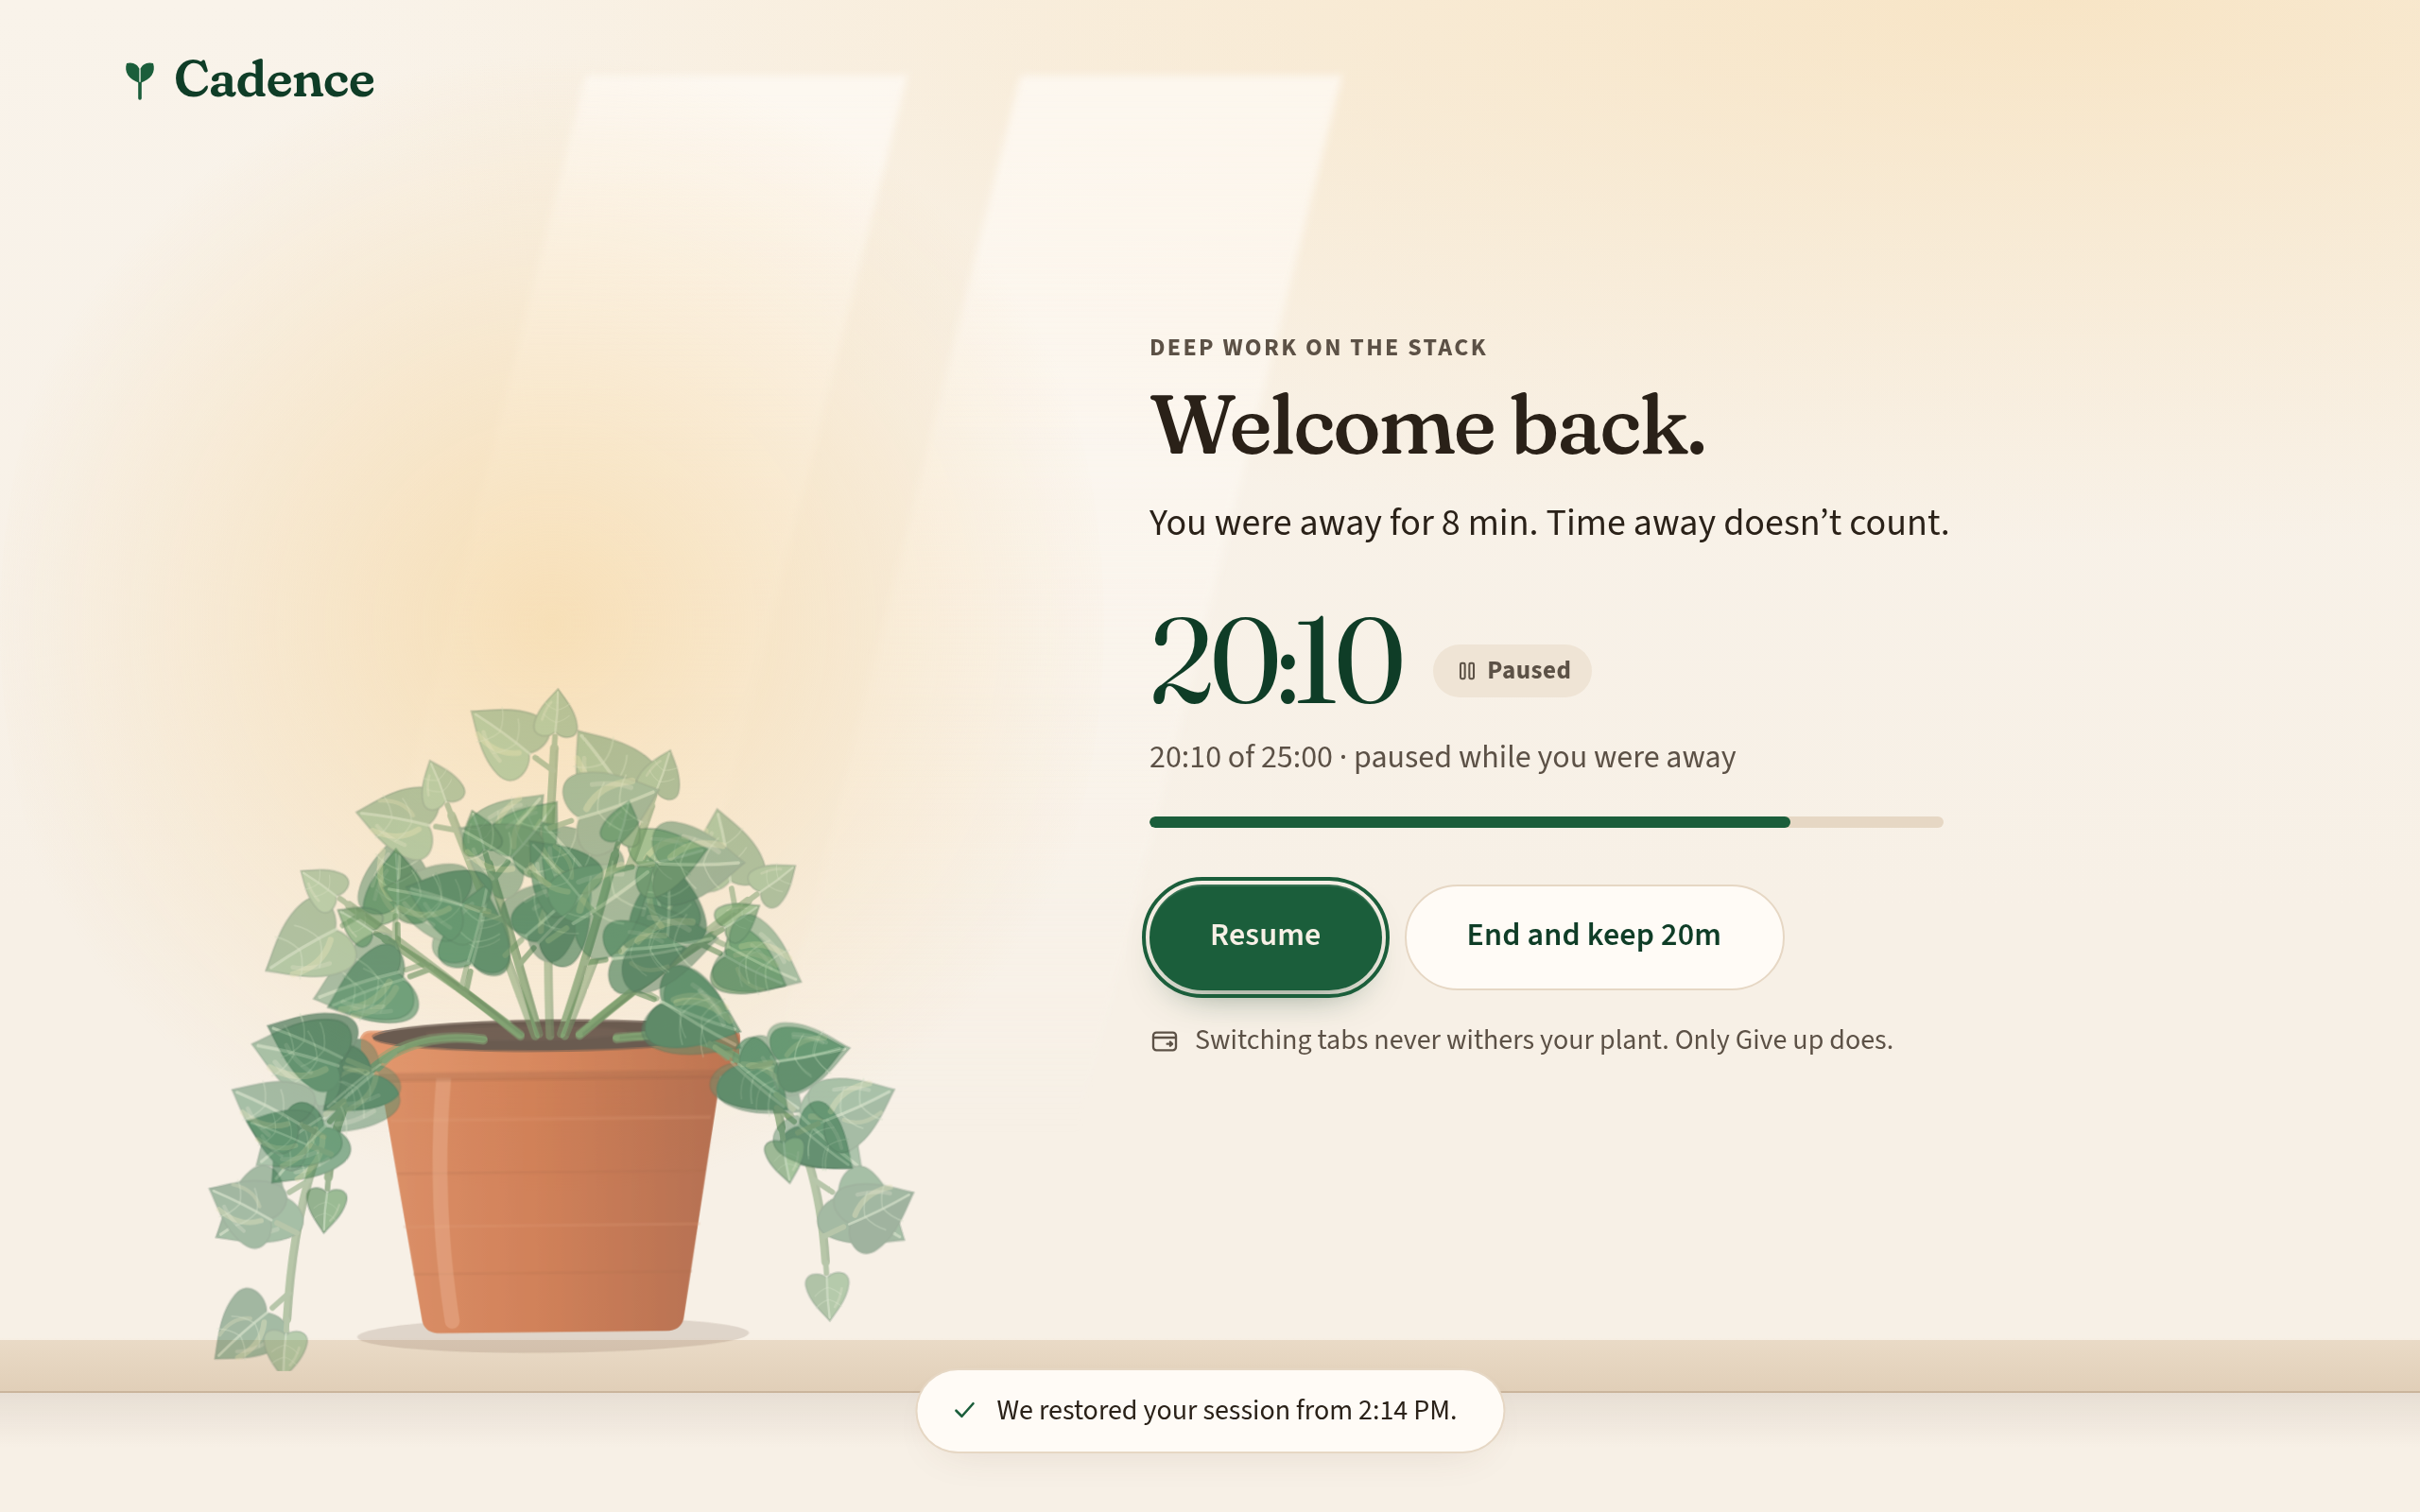 Cadence
DEEP WORK ON THE STACK
Welcome back.
You were away for 8 min. Time away doesn’t count.
20:10
Paused
20:10 of 25:00 · paused while you were away
Resume
End and keep 20m
Switching tabs never withers your plant. Only Give up does.
We restored your session from 2:14 PM.